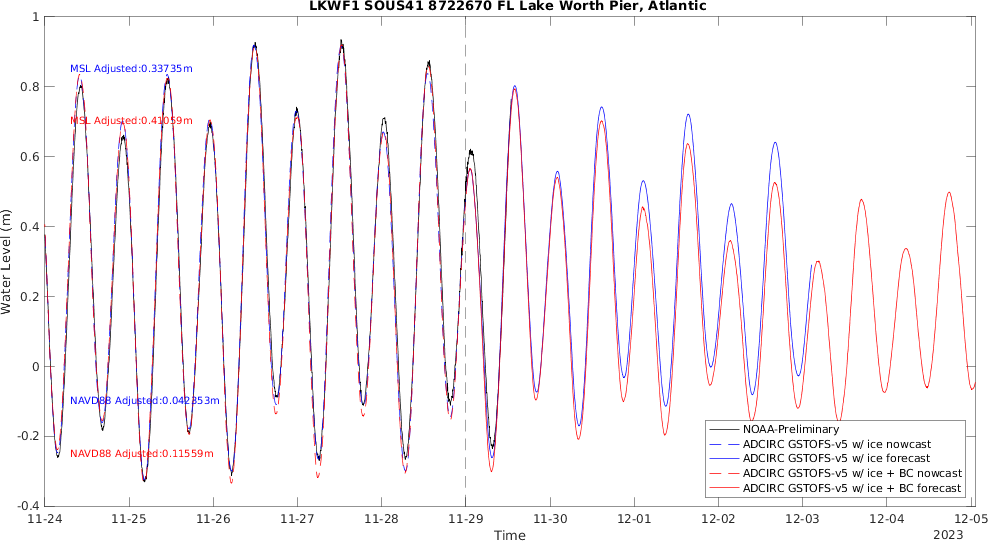 LKWF1 SOUS41 8722670 FL Lake Worth Pier, Atlantic
1
0.8
0.6
0.4
0.2
0
-0.2
-0.4
Water Level (m)
MSL Adjusted:0.33735m
MSL Adjusted:0.41059m
NAVD88 Adjusted:0.042353m
NAVD88 Adjusted:0.11559m
NOAA-Preliminary
ADCIRC GSTOFS-v5 w/ ice nowcast
ADCIRC GSTOFS-v5 w/ ice forecast
ADCIRC GSTOFS-v5 w/ ice + BC nowcast
ADCIRC GSTOFS-v5 w/ ice + BC forecast
11-24 11-25 11-26 11-27 11-28 11-29 11-30 12-01 12-02 12-03 12-04 12-05
Time
2023